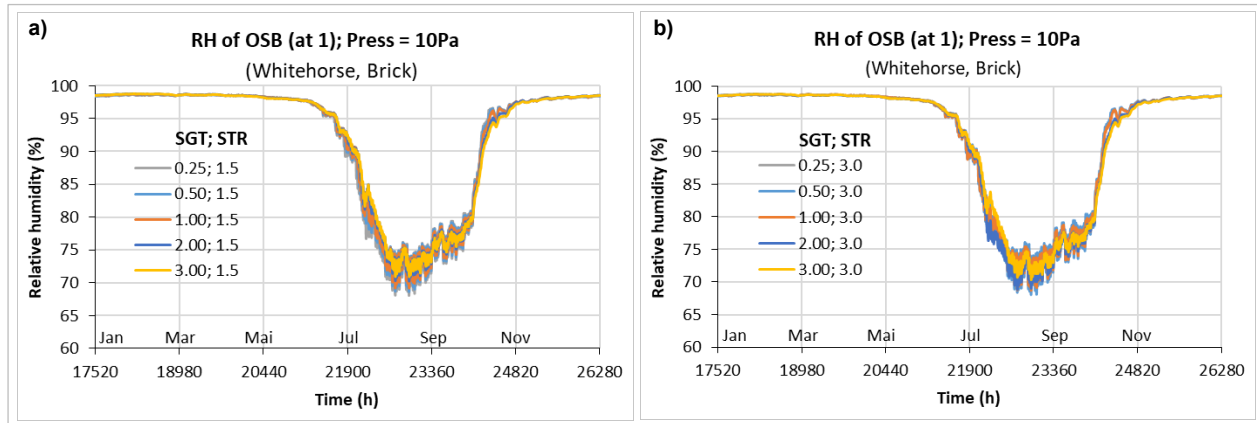 a)
RH of OSB (at 1); Press = 10Pa
(Whitehorse, Brick)
Relative humidity (%)
100
95
90
85
80
75
70
65
60
SGT; STR
0.25; 1.5
0.50; 1.5
1.00; 1.5
2.00; 1.5
3.00; 1.5
Jan Mar Mai Jul Sep Nov
17520 18980 20440 21900 23360 24820 26280
Time (h)
b)
RH of OSB (at 1); Press = 10Pa
(Whitehorse, Brick)
Relative humidity (%)
100
95
90
85
80
75
70
65
60
SGT; STR
0.25; 3.0
0.50; 3.0
1.00; 3.0
2.00; 3.0
3.00; 3.0
Jan Mar Mai Jul Sep Nov
17520 18980 20440 21900 23360 24820 26280
Time (h)